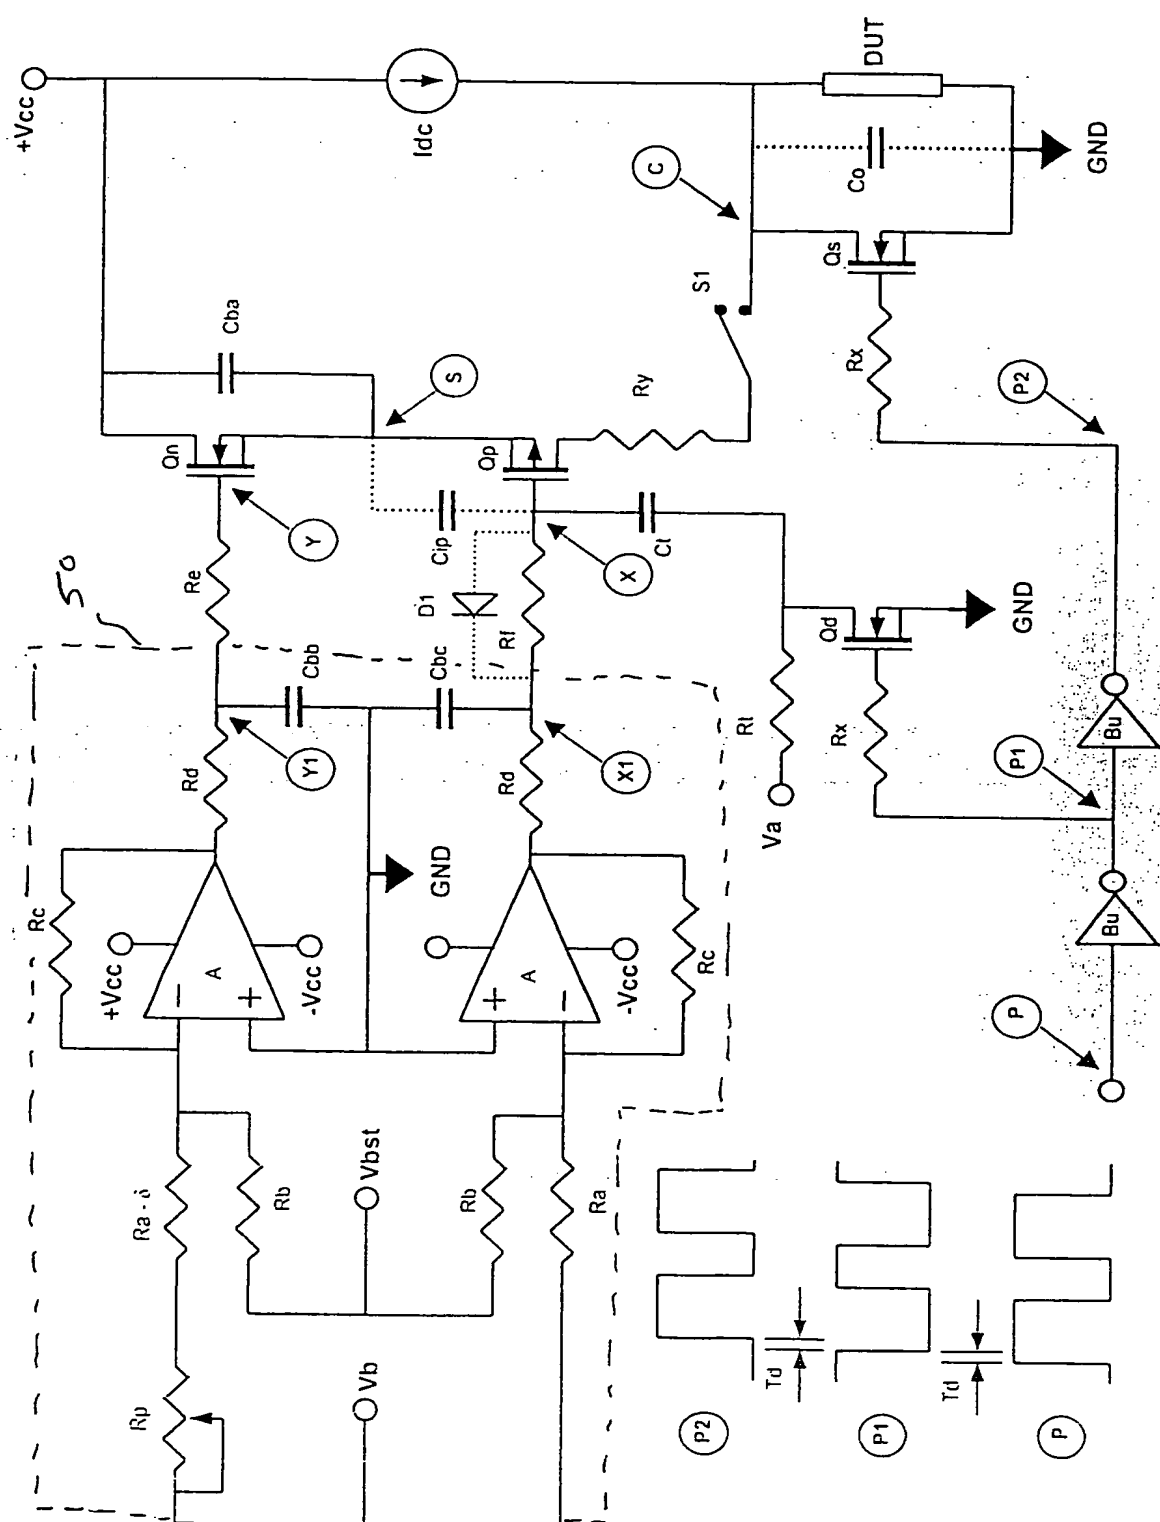 +Vcc
Idc
DUT
C
Co
GND
S1
Qs
Cba
S
Ry
Rx
P2
Qn
Qp
Y
Cip
X
Ct
50
Re
D1
Rf
Qd
GND
Cbb
Cbc
Rd
Y1
Rd
X1
Rt
Rx
P1
Bu
Va
Rc
+Vcc
A
-Vcc
GND
A
-Vcc
Rc
Bu
P
Ra - δ
Rb
Vbst
Rb
Ra
Rp
Vb
Td
Td
P2
P1
P